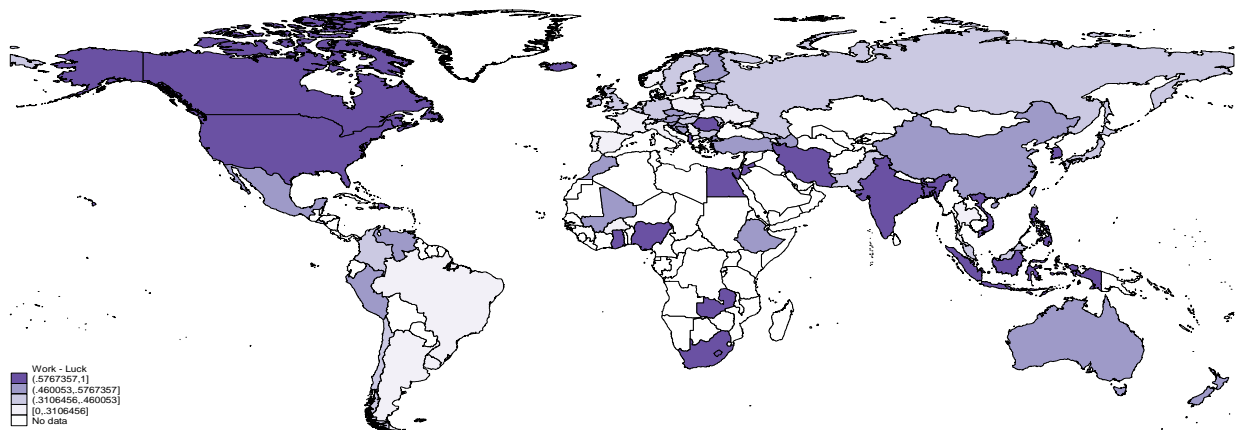 Work - Luck
(.5767357,1]
(.460053,.5767357]
(.3106456,.460053]
[0,.3106456]
No data